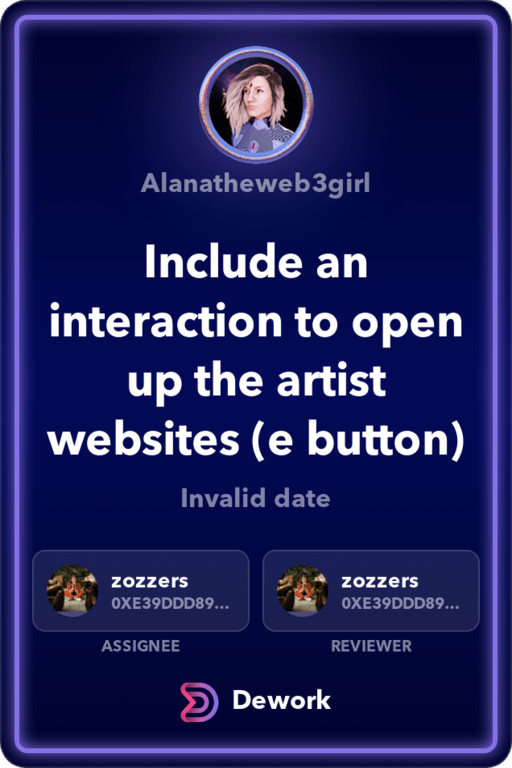 Alanatheweb3girl
Include an
interaction to open
up the artist
websites (e button)
Invalid date
zozzers
0XE39DDD89...
zozzers
0XE39DDD89...
ASSIGNEE
REVIEWER
Dework